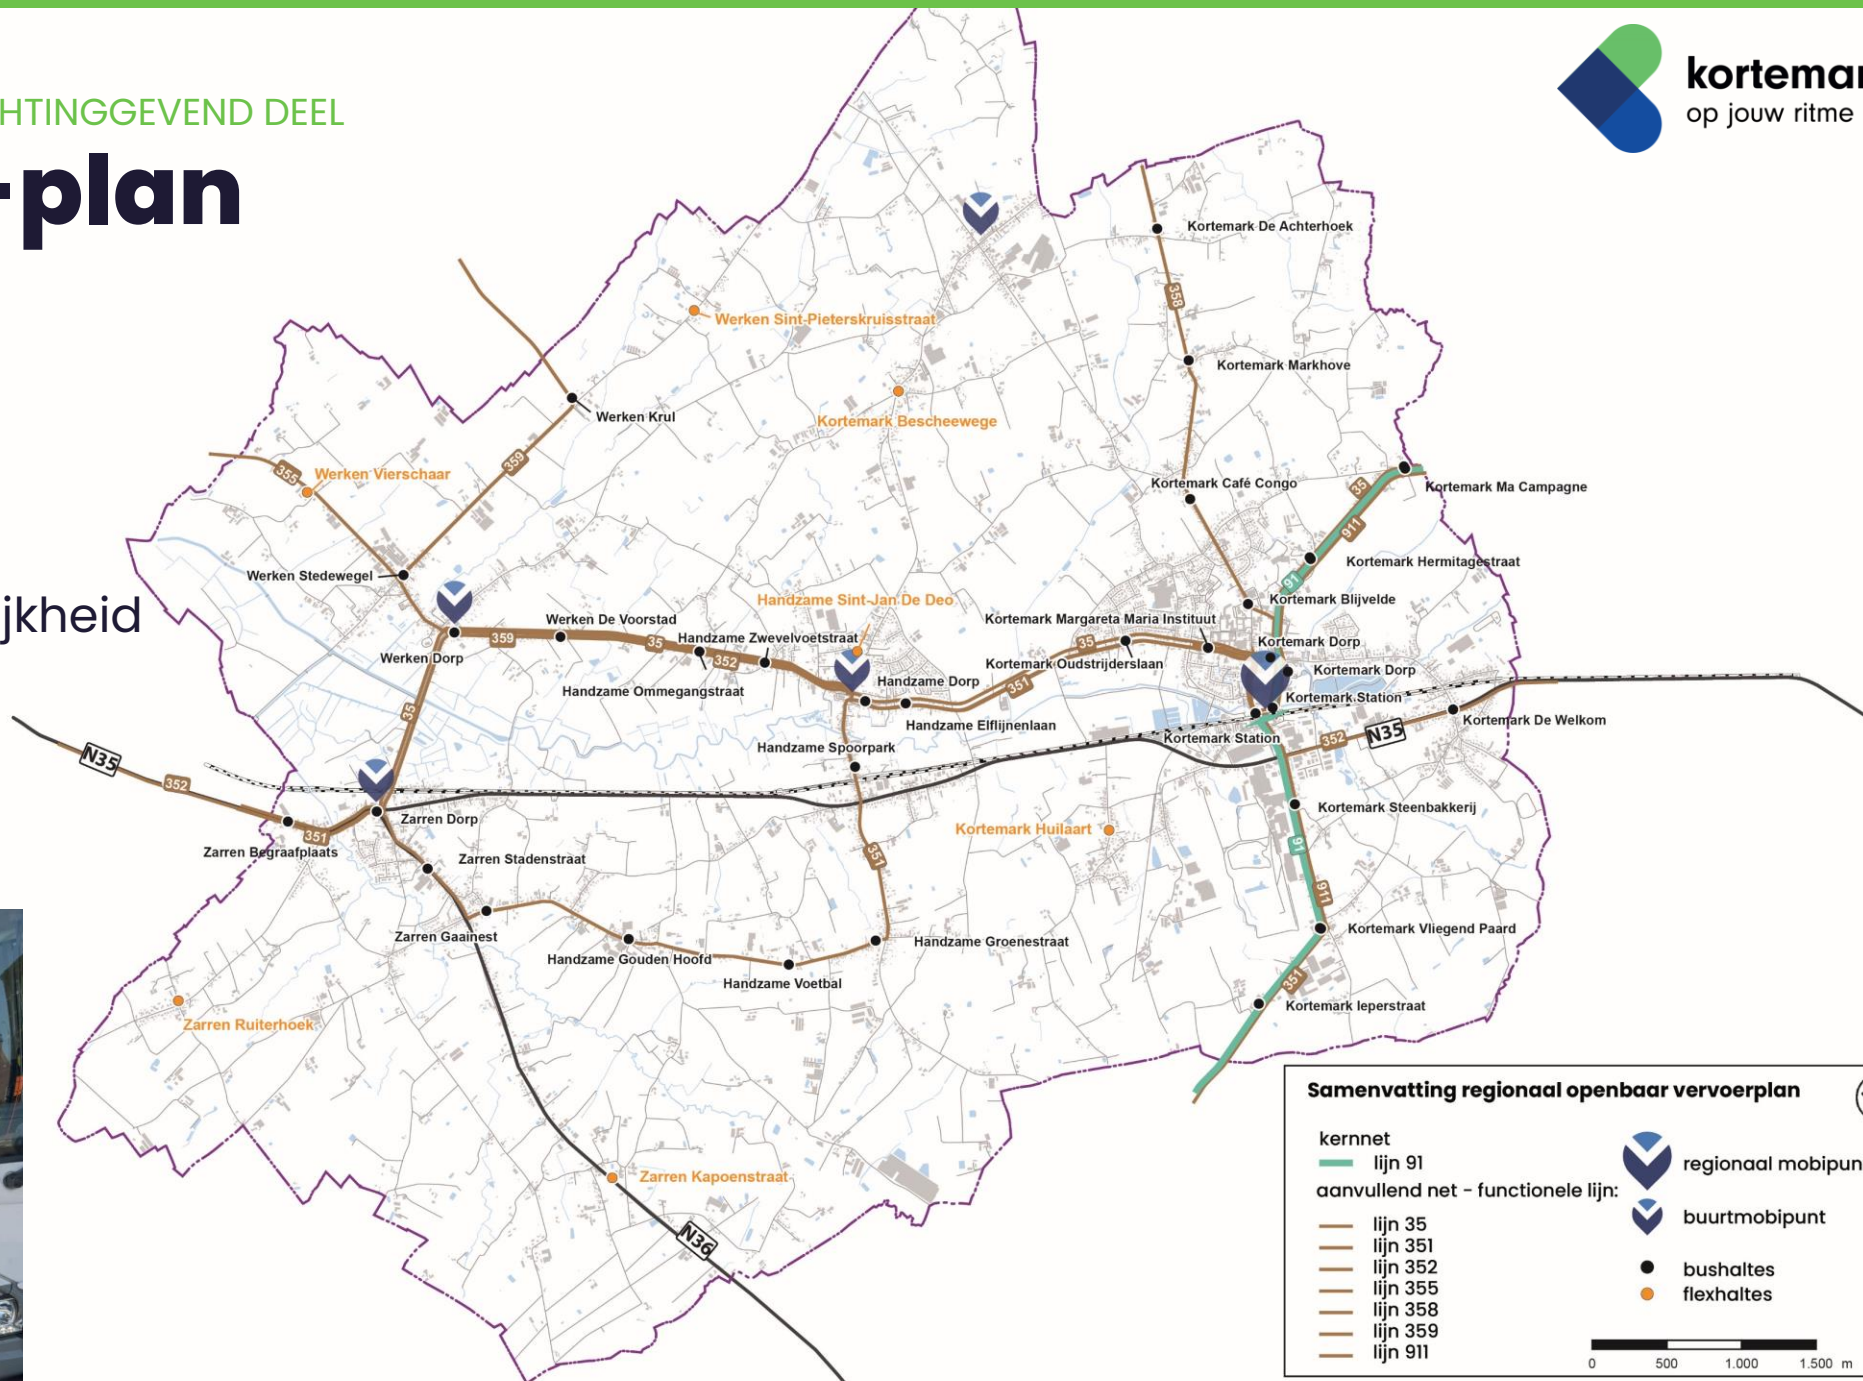 HTINGGEVEND DEEL
-plan
jkheid
kortemar
op jouw ritme
Kortemark De Achterhoek
358
Werken Sint-Pieterskruisstraat
Kortemark Markhove
Kortemark Bescheewege
Werken Krul
359
355
Werken Vierschaar
Kortemark Café Congo
Kortemark Ma Campagne
35
911
Kortemark Hermitagestraat
91
Werken Stedewegel
Handzame Sint-Jan De Deo
Kortemark Blijvelde
Werken De Voorstad
Kortemark Margareta Maria Instituut
359
35
Handzame Zwevelvoetstraat
35
Kortemark Dorp
Werken Dorp
352
Kortemark Oudstrijderslaan
Kortemark Dorp
Handzame Ommegangstraat
Handzame Dorp
351
Kortemark Station
35
Handzame Elflijnenlaan
Kortemark De Welkom
Handzame Spoorpark
Kortemark Station
352
N35
N35
352
Zarren Dorp
Kortemark Steenbakkerij
351
Kortemark Huilaart
91
Zarren Begraafplaats
Zarren Stadenstraat
351
911
Zarren Gaainest
Handzame Groenestraat
Kortemark Vliegend Paard
Handzame Gouden Hoofd
Handzame Voetbal
351
Kortemark Ieperstraat
Zarren Ruiterhoek
Zarren Kapoenstraat
N36
Samenvatting regionaal openbaar vervoerplan
kernnet
lijn 91
aanvullend net - functionele lijn:
lijn 35
lijn 351
lijn 352
lijn 355
lijn 358
lijn 359
lijn 911
regionaal mobipun
buurtmobipunt
bushaltes
flexhaltes
0 500 1.000 1.500 m